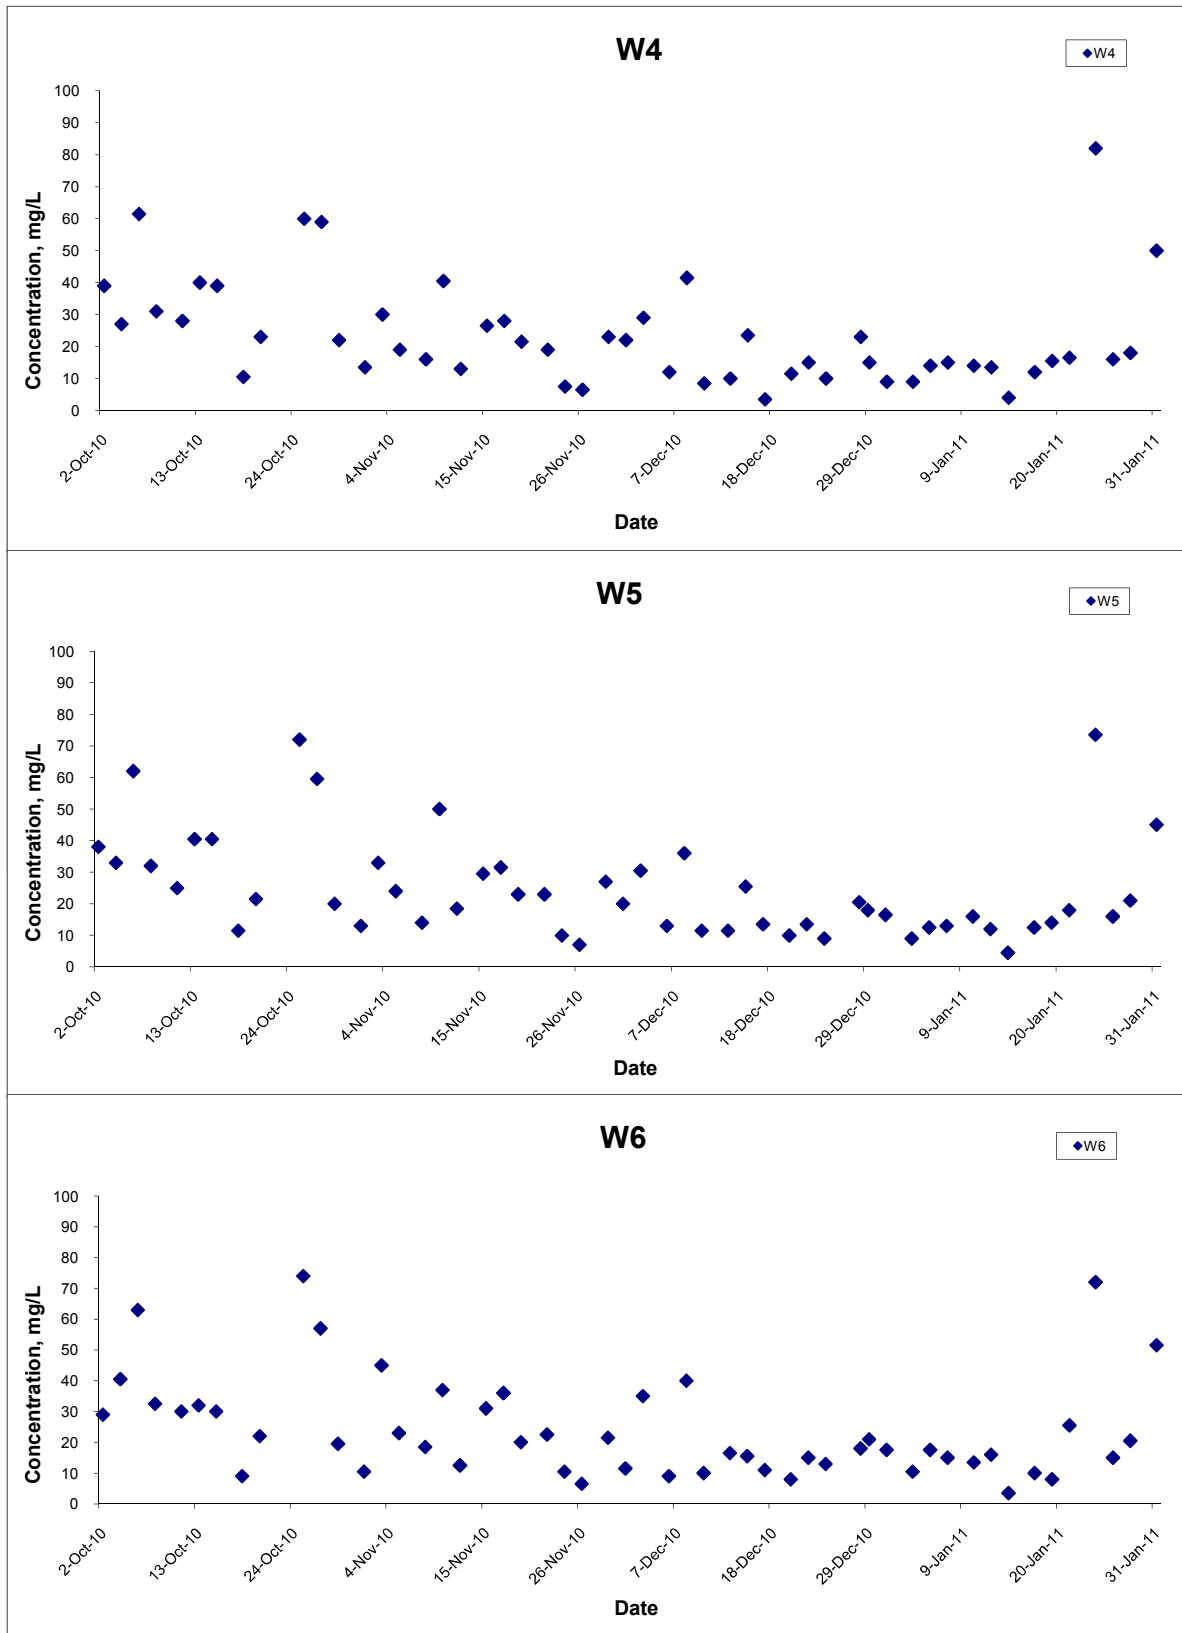 W4
W4
Concentration, mg/L
100
90
80
70
60
50
40
30
20
10
0
2-Oct-10
13-Oct-10
24-Oct-10
4-Nov-10
15-Nov-10
26-Nov-10
7-Dec-10
18-Dec-10
29-Dec-10
9-Jan-11
20-Jan-11
31-Jan-11
Date
W5
W5
Concentration, mg/L
100
90
80
70
60
50
40
30
20
10
0
2-Oct-10
13-Oct-10
24-Oct-10
4-Nov-10
15-Nov-10
26-Nov-10
7-Dec-10
18-Dec-10
29-Dec-10
9-Jan-11
20-Jan-11
31-Jan-11
Date
W6
W6
Concentration, mg/L
100
90
80
70
60
50
40
30
20
10
0
2-Oct-10
13-Oct-10
24-Oct-10
4-Nov-10
15-Nov-10
26-Nov-10
7-Dec-10
18-Dec-10
29-Dec-10
9-Jan-11
20-Jan-11
31-Jan-11
Date